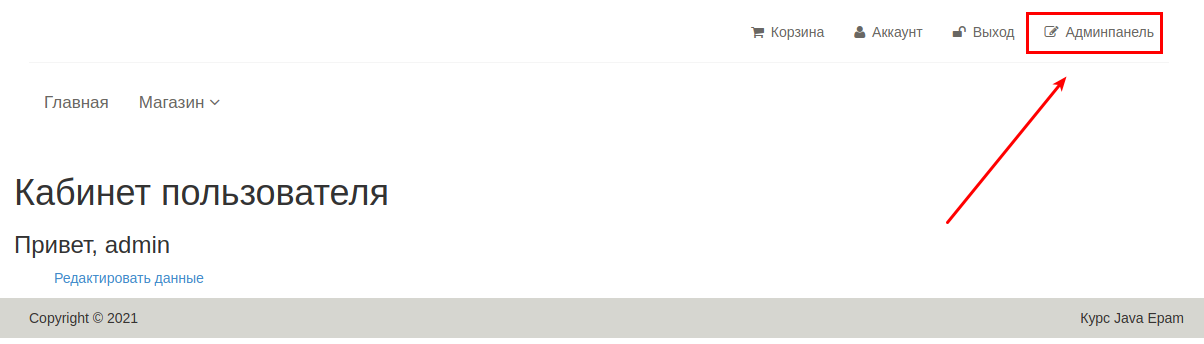 Корзина Аккаунт Выход Админпанель
Главная Магазин
Кабинет пользователя
Привет, admin
Редактировать данные
Copyright © 2021 Курс Java Epam